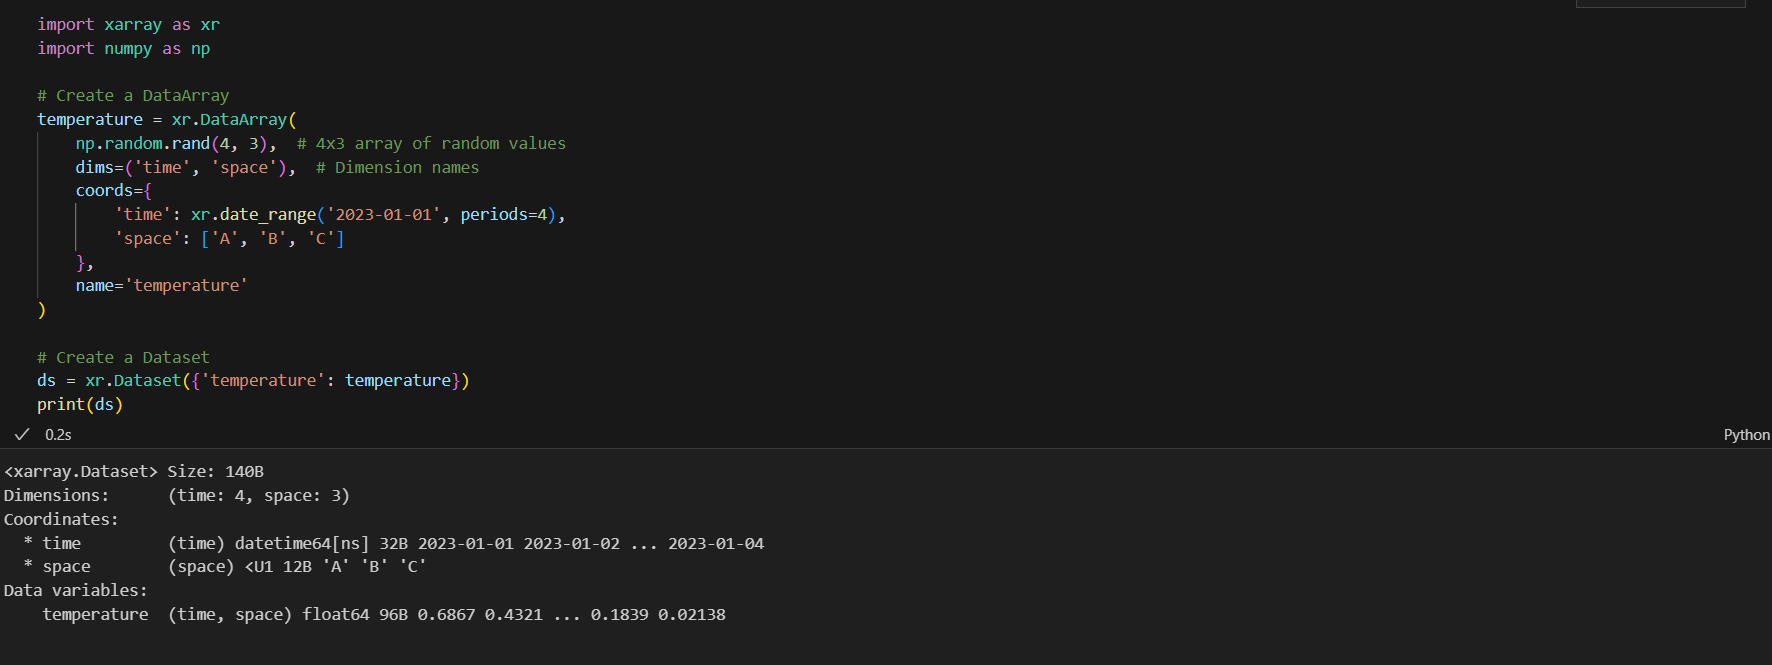 import xarray as xr
import numpy as np
# Create a DataArray
temperature = xr.DataArray(
    np.random.rand(4, 3),  # 4x3 array of random values
    dims=('time', 'space'),  # Dimension names
    coords={
        'time': xr.date_range('2023-01-01', periods=4),
        'space': ['A', 'B', 'C']
    },
    name='temperature'
)
# Create a Dataset
ds = xr.Dataset({'temperature': temperature})
print(ds)
0.2s
Python
<xarray.Dataset> Size: 140B
Dimensions:      (time: 4, space: 3)
Coordinates:
  * time         (time) datetime64[ns] 32B 2023-01-01 2023-01-02 ... 2023-01-04
  * space        (space) <U1 12B 'A' 'B' 'C'
Data variables:
    temperature  (time, space) float64 96B 0.6867 0.4321 ... 0.1839 0.02138